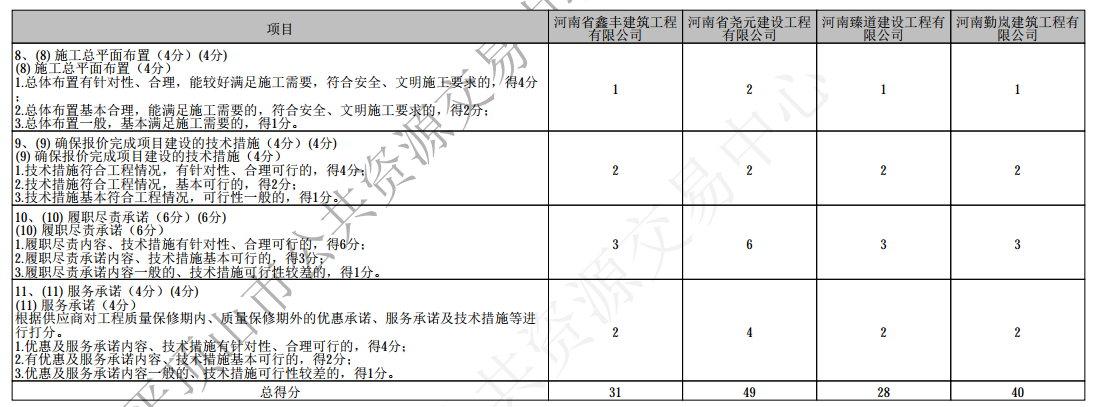 项目
河南省鑫丰建筑工程
有限公司
河南省尧元建设工程
有限公司
河南臻道建设工程有
限公司
河南勤岚建筑工程有
限公司
8、(8) 施工总平面布置（4分）(4分)
(8) 施工总平面布置（4分）
1.总体布置有针对性、合理，能较好满足施工需要，符合安全、文明施工要求的，得4分
；
2.总体布置基本合理，能满足施工需要的，符合安全、文明施工要求的，得2分；
3.总体布置一般，基本满足施工需要的，得1分。
1
2
1
1
9、(9) 确保报价完成项目建设的技术措施（4分）(4分)
(9) 确保报价完成项目建设的技术措施（4分）
1.技术措施符合工程情况，有针对性、合理可行的，得4分；
2.技术措施符合工程情况，基本可行的，得2分；
3.技术措施基本符合工程情况，可行性一般的，得1分。
2
2
2
2
10、(10) 履职尽责承诺（6分）(6分)
(10) 履职尽责承诺（6分）
1.履职尽责内容、技术措施有针对性、合理可行的，得6分；
2.履职尽责承诺内容、技术措施基本可行的，得3分；
3.履职尽责承诺内容一般的、技术措施可行性较差的，得1分。
3
6
3
3
11、(11) 服务承诺（4分）(4分)
(11) 服务承诺（4分）
根据供应商对工程质量保修期内、质量保修期外的优惠承诺、服务承诺及技术措施等进
行打分。
1.优惠及服务承诺内容、技术措施有针对性、合理可行的，得4分；
2.有优惠及服务承诺内容、技术措施基本可行的，得2分；
3.优惠及服务承诺内容一般的、技术措施可行性较差的，得1分。
2
4
2
2
总得分
31
49
28
40
平顶山市公共资源交易中心
共资源交易中心